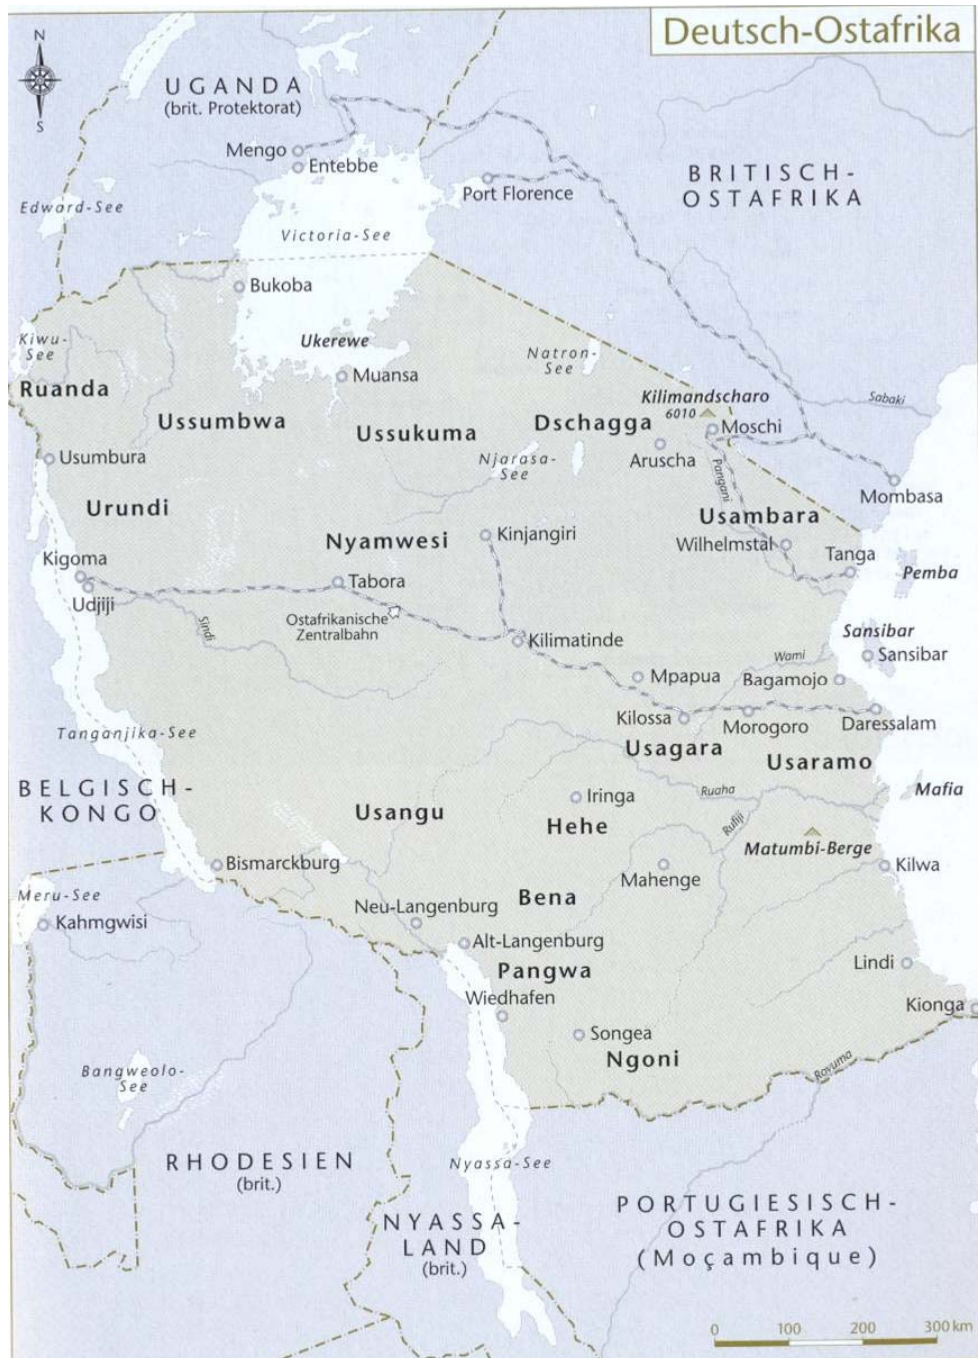 Deutsch-Ostafrika
N
S
UGANDA
(brit. Protektorat)
Mengo
Entebbe
Port Florence
BRITISCH-
OSTAFRIKA
Edward-See
Victoria-See
Bukoba
Kiwu-
See
Ukerewe
Natron-
See
Muansa
Ruanda
Kilimandscharo
6010
Sabaki
Ussumbwa
Ussukuma
Dschagga
Moschi
Usumbura
Njarasa-
See
Aruscha
Pangani
Mombasa
Urundi
Usambara
Nyamwesi
Kinjangiri
Wilhelmstal
Kigoma
Tanga
Pemba
Udjiji
Tabora
Sindi
Ostafrikanische
Zentralbahn
Kilimatinde
Sansibar
Sansibar
Wami
Mpapua
Bagamojo
Kilossa
Morogoro
Daressalam
Tanganjika-See
Usagara
Usaramo
BELGISCH-
KONGO
Usangu
Iringa
Ruaha
Mafia
Hehe
Rufiji
Matumbi-Berge
Bismarckburg
Mahenge
Kilwa
Meru-See
Bena
Kahmgwisi
Neu-Langenburg
Alt-Langenburg
Pangwa
Lindi
Wiedhafen
Kionga
Songea
Ngoni
Bangweolo-
See
Rovuma
RHODESIEN
(brit.)
Nyassa-See
NYASSA-
LAND
(brit.)
PORTUGIESISCH-
OSTAFRIKA
(Moçambique)
0 100 200 300 km